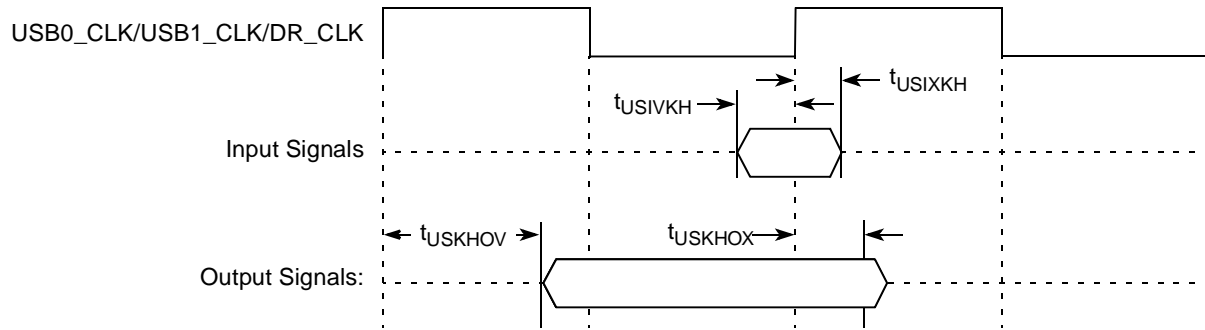 USB0_CLK/USB1_CLK/DR_CLK
tUSIXKH
tUSIVKH
Input Signals
tUSKHOV
tUSKHOX
Output Signals: